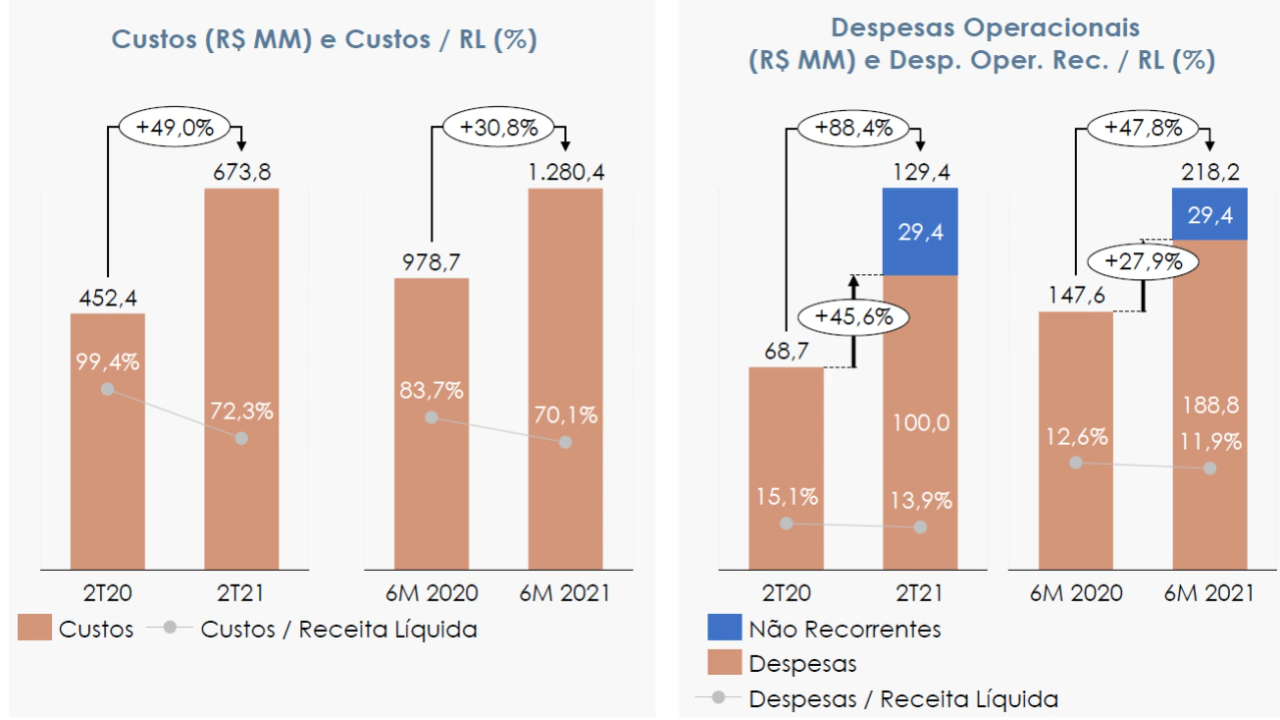 Custos (R$ MM) e Custos / RL (%)
+49,0%
673,8
452,4
99,4%
72,3%
2T20
2T21
+30,8%
1.280,4
978,7
83,7%
70,1%
6M 2020
6M 2021
Custos
Custos / Receita Líquida
Despesas Operacionais
(R$ MM) e Desp. Oper. Rec. / RL (%)
+88,4%
129,4
29,4
+45,6%
68,7
100,0
15,1%
13,9%
2T20
2T21
+47,8%
218,2
29,4
+27,9%
147,6
188,8
12,6%
11,9%
6M 2020
6M 2021
Não Recorrentes
Despesas
Despesas / Receita Líquida